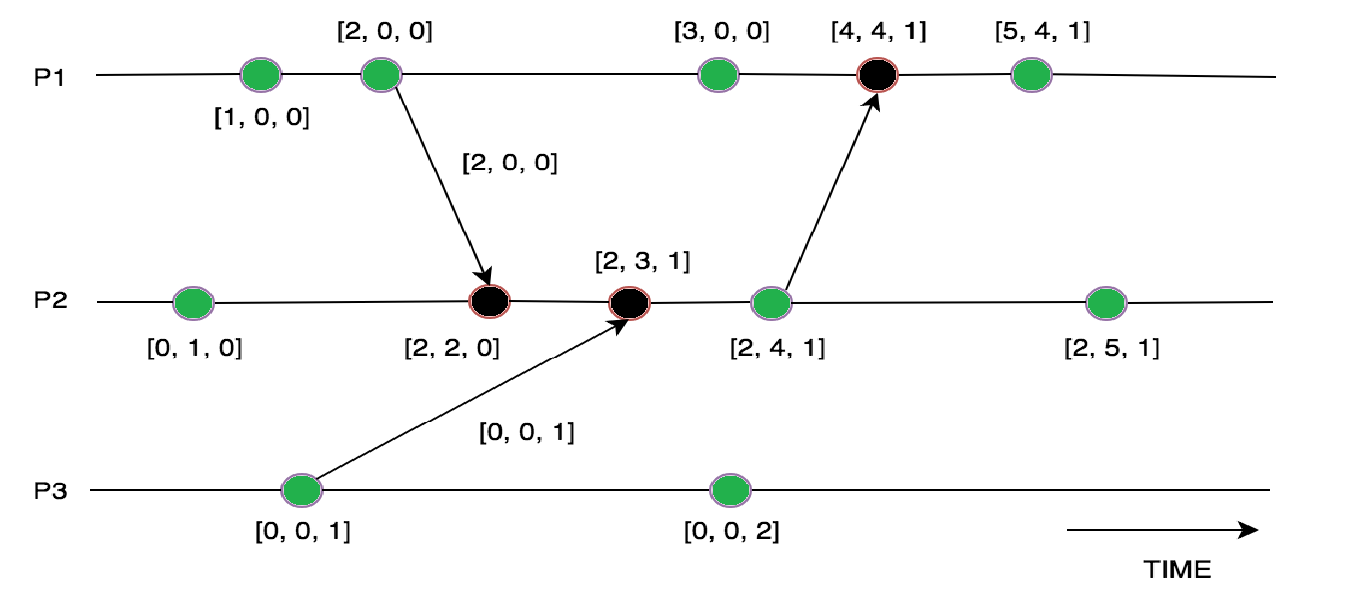 [2, 0, 0]
[3, 0, 0]
[4, 4, 1]
[5, 4, 1]
P1
[1, 0, 0]
[2, 0, 0]
[2, 3, 1]
P2
[0, 1, 0]
[2, 2, 0]
[2, 4, 1]
[2, 5, 1]
[0, 0, 1]
P3
[0, 0, 1]
[0, 0, 2]
TIME